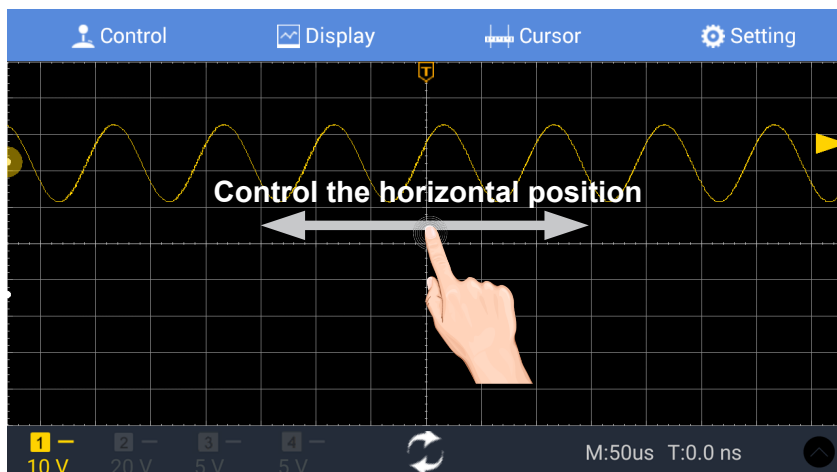 Control Display Cursor Setting
T
Control the horizontal position
1 2 3 4
10 V 20 V 5 V 5 V M:50us T:0.0 ns